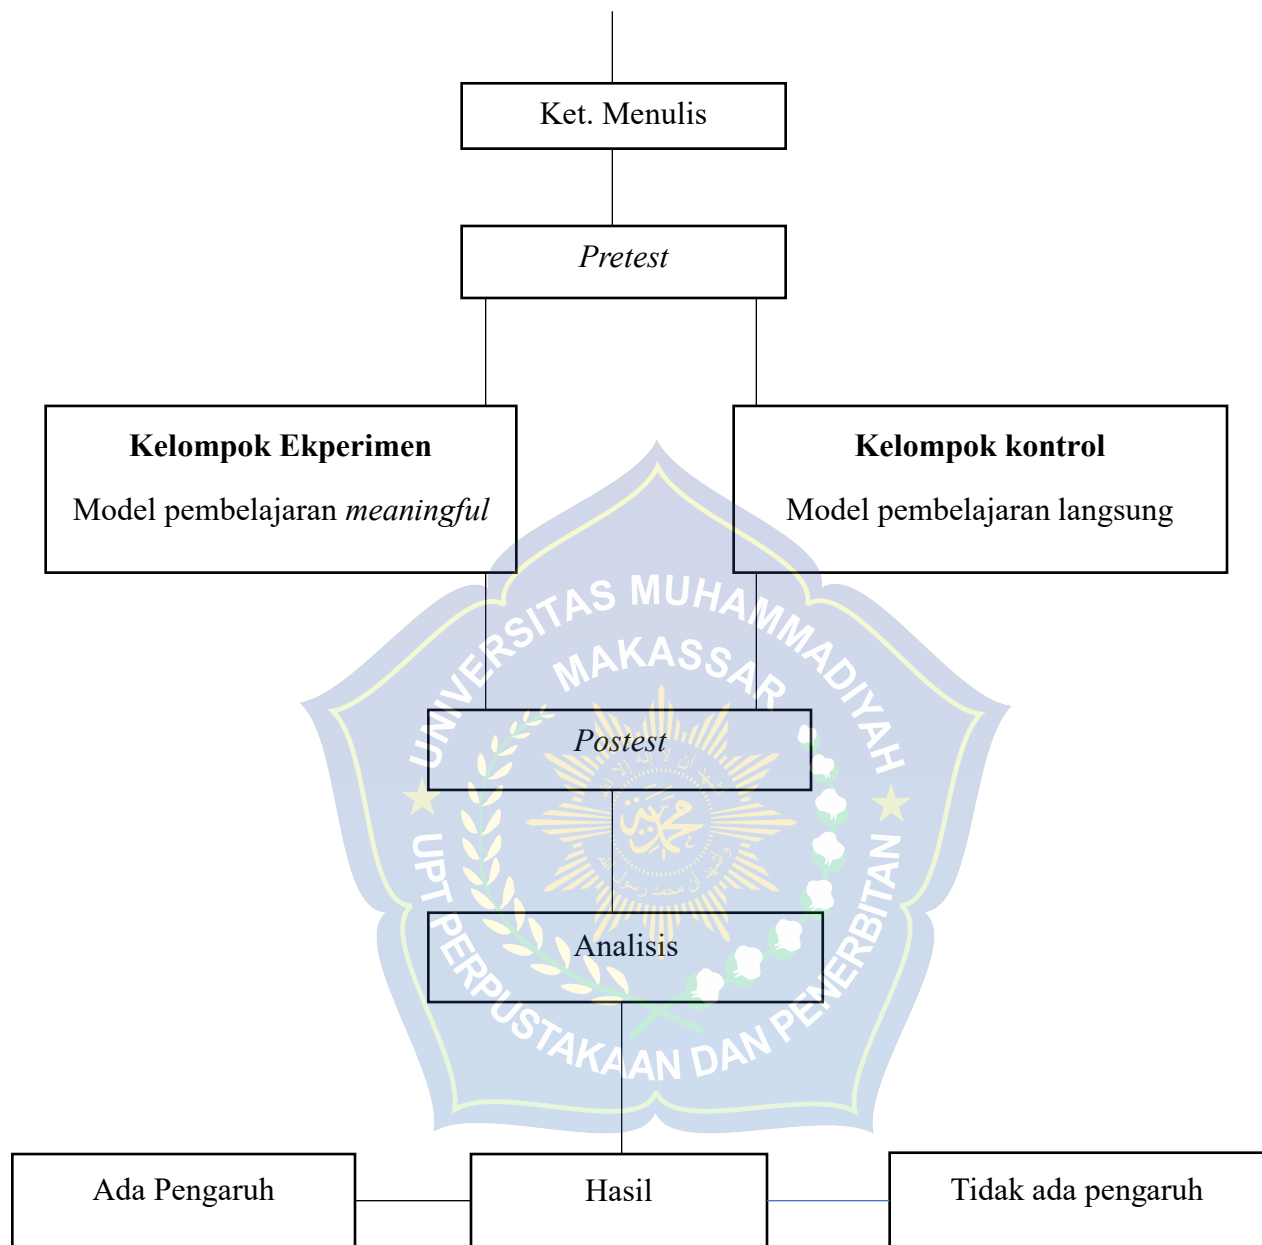 Ket. Menulis
Pretest
Kelompok Ekperimen
Model pembelajaran meaningful
Kelompok kontrol
Model pembelajaran langsung
UNIVERSITAS MUHAMMADIYAH
MAKASSAR
Postest
محمدية
UPT PERPUSTAKAAN DAN PENERBITAN
Analisis
Ada Pengaruh
Hasil
Tidak ada pengaruh